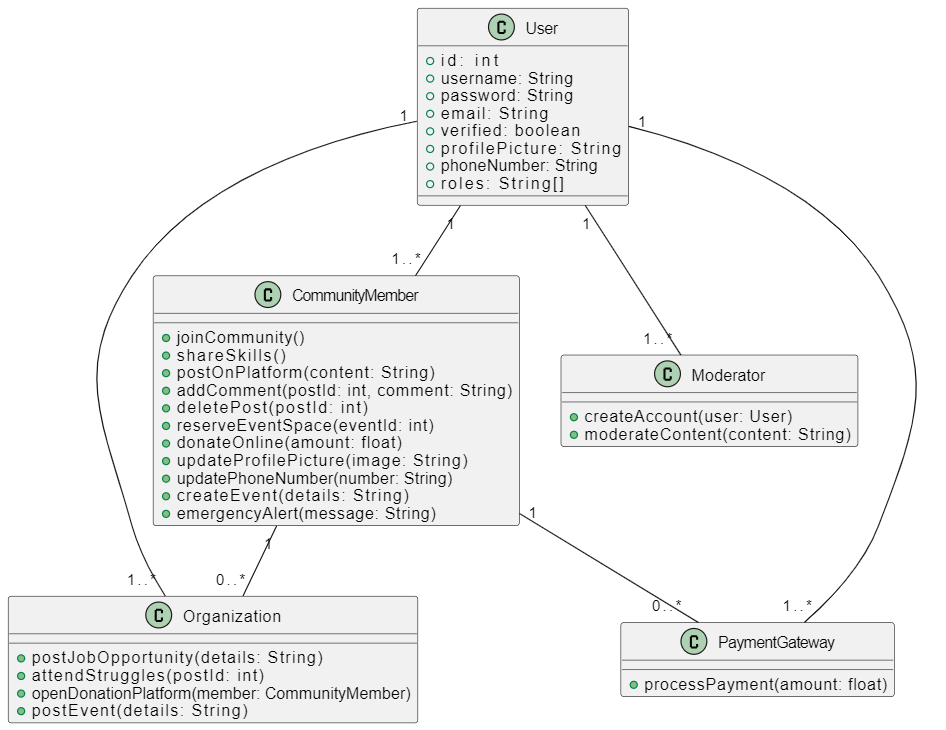 C User
id: int
username: String
password: String
email: String
verified: boolean
profilePicture: String
phoneNumber: String
roles: String[]
1
1
1
1
1..*
1..*
C CommunityMember
joinCommunity()
shareSkills()
postOnPlatform(content: String)
addComment(postId: int, comment: String)
deletePost(postId: int)
reserveEventSpace(eventId: int)
donateOnline(amount: float)
updateProfilePicture(image: String)
updatePhoneNumber(number: String)
createEvent(details: String)
emergencyAlert(message: String)
C Moderator
createAccount(user: User)
moderateContent(content: String)
1
1
1..*
0..*
0..*
1..*
C Organization
postJobOpportunity(details: String)
attendStruggles(postId: int)
openDonationPlatform(member: CommunityMember)
postEvent(details: String)
C PaymentGateway
processPayment(amount: float)